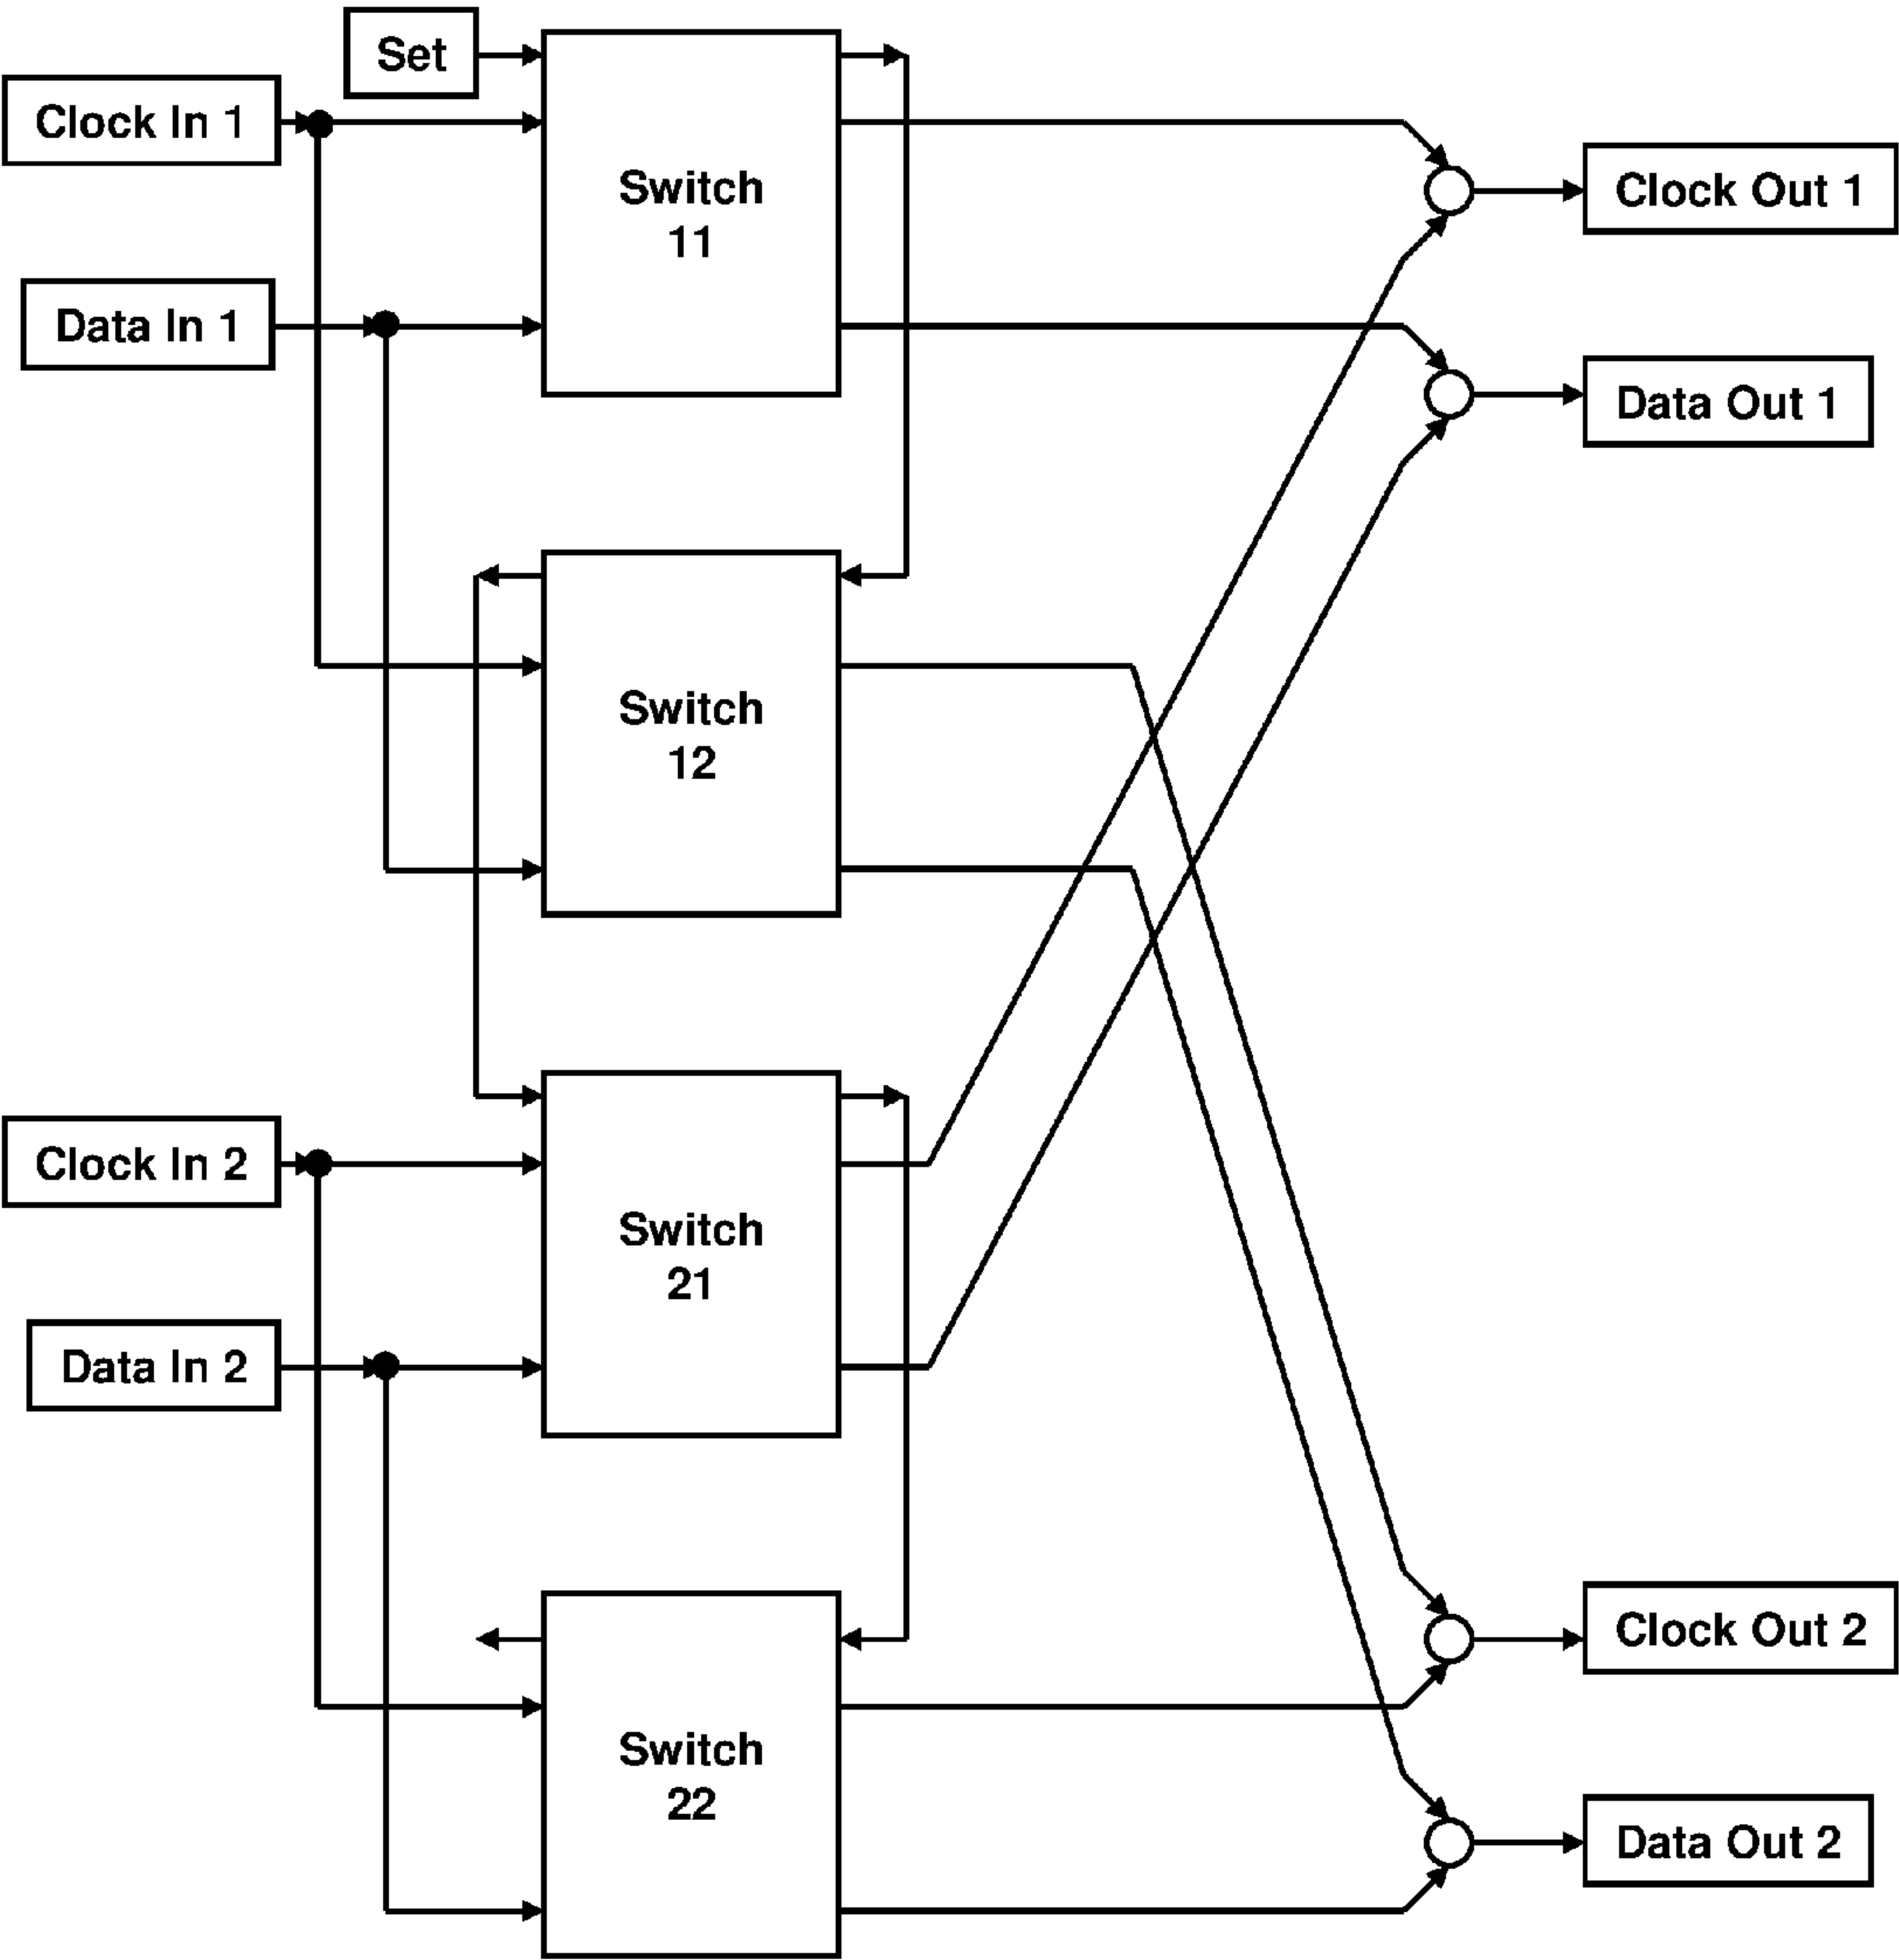 Set
Clock In 1
Switch
11
Clock Out 1
Data In 1
Data Out 1
Switch
12
Clock In 2
Switch
21
Data In 2
Clock Out 2
Switch
22
Data Out 2